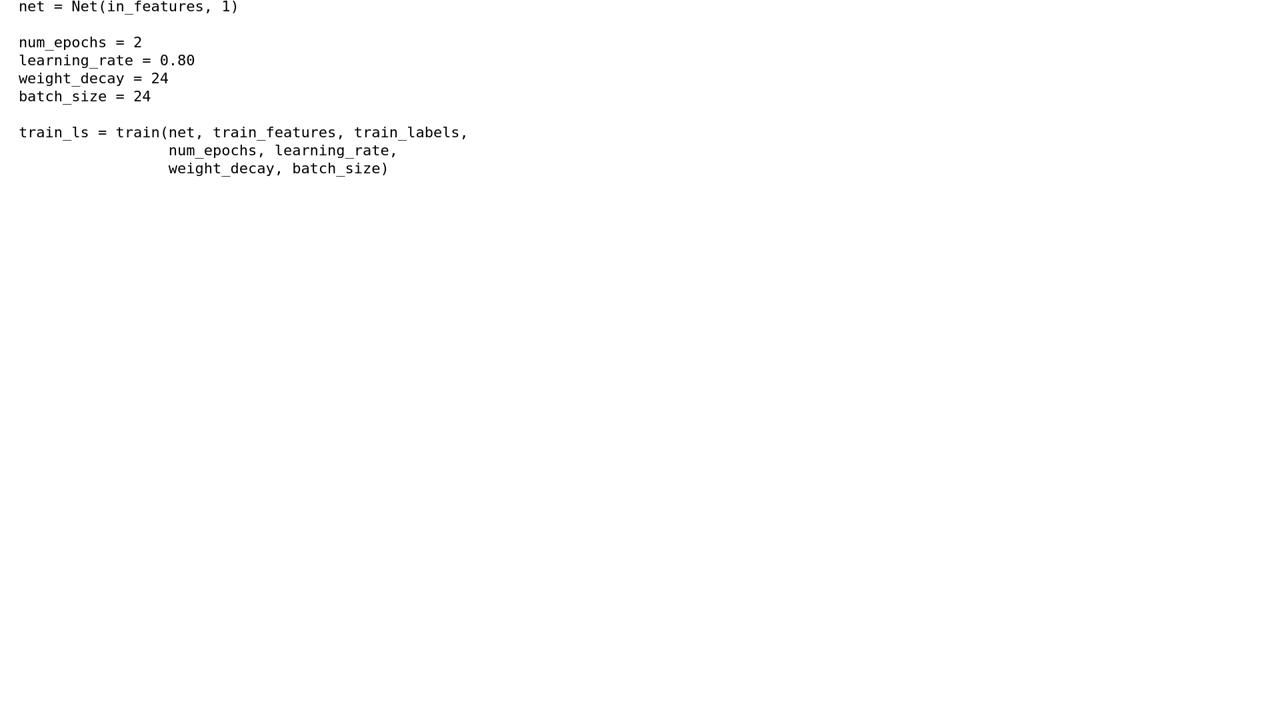 net = Net(in_features, 1)

num_epochs = 2
learning_rate = 0.80
weight_decay = 24
batch_size = 24

train_ls = train(net, train_features, train_labels,
                 num_epochs, learning_rate,
                 weight_decay, batch_size)